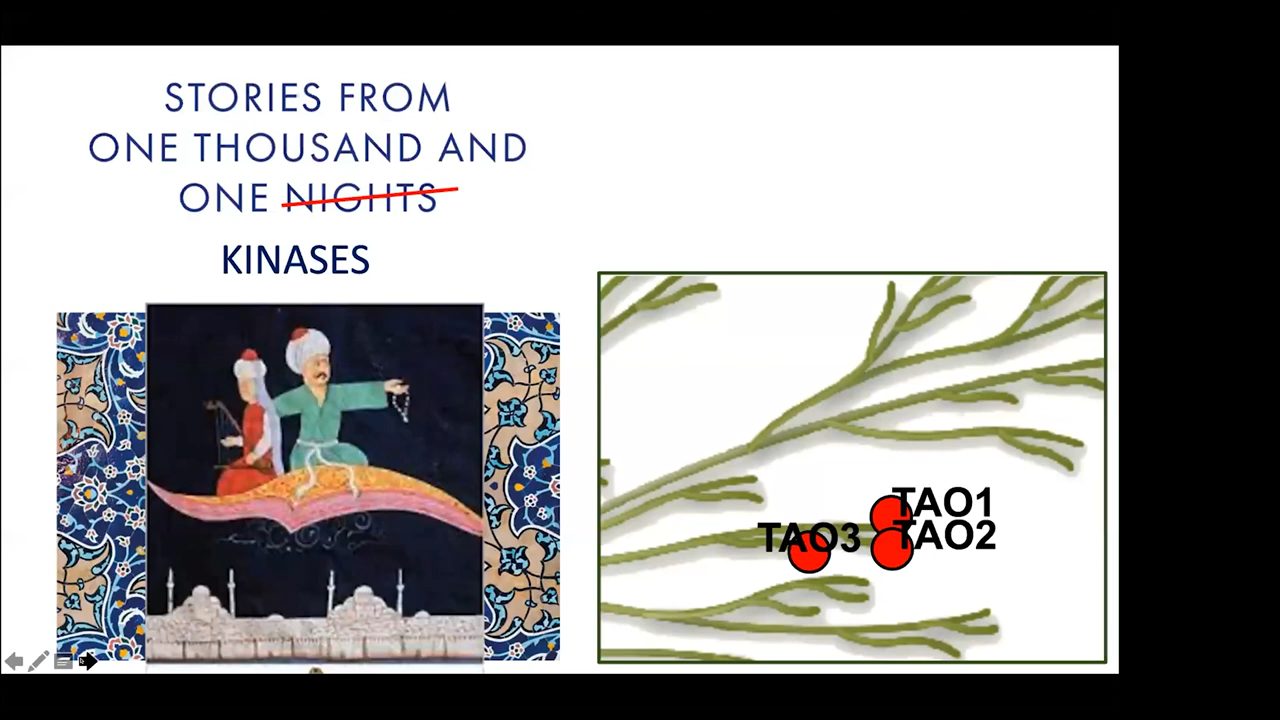 STORIES FROM
ONE THOUSAND AND
ONE NIGHTS
KINASES
TAO1
TAO3
TAO2